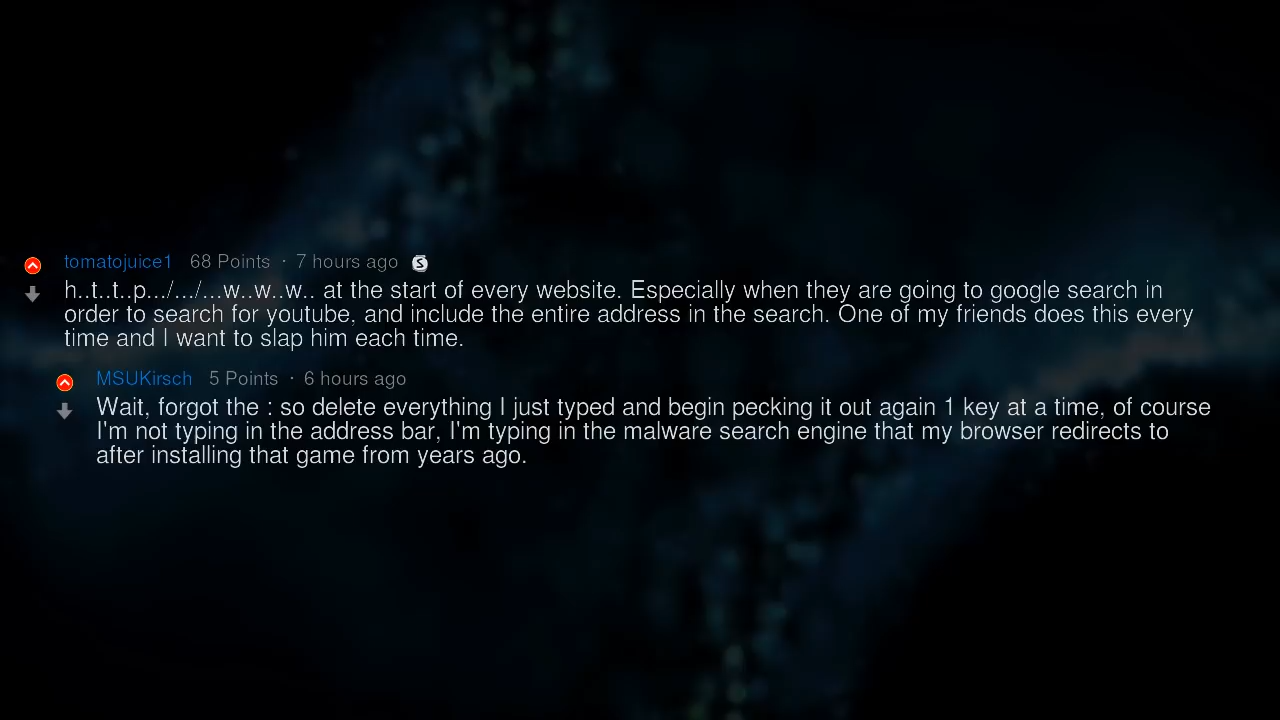 tomatojuice1 68 Points · 7 hours ago S
h..t..t..p.../.../...w..w..w.. at the start of every website. Especially when they are going to google search in
order to search for youtube, and include the entire address in the search. One of my friends does this every
time and I want to slap him each time.
MSUKirsch 5 Points · 6 hours ago
Wait, forgot the : so delete everything I just typed and begin pecking it out again 1 key at a time, of course
I'm not typing in the address bar, I'm typing in the malware search engine that my browser redirects to
after installing that game from years ago.